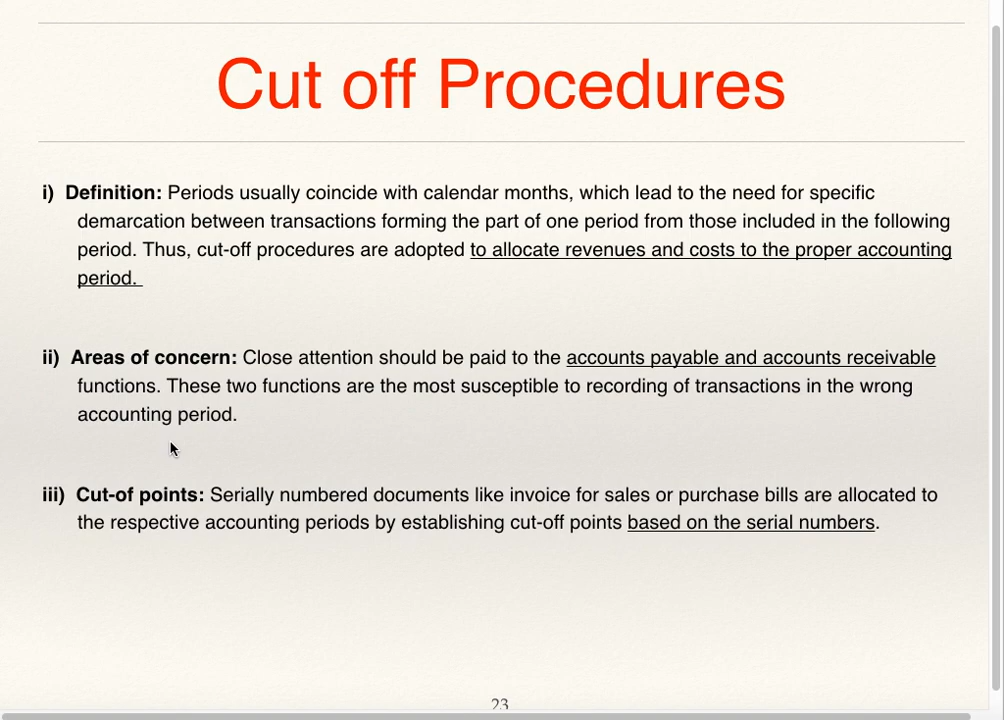 Cut off Procedures
i) Definition: Periods usually coincide with calendar months, which lead to the need for specific
demarcation between transactions forming the part of one period from those included in the following
period. Thus, cut-off procedures are adopted to allocate revenues and costs to the proper accounting
period.
ii) Areas of concern: Close attention should be paid to the accounts payable and accounts receivable
functions. These two functions are the most susceptible to recording of transactions in the wrong
accounting period.
iii) Cut-of points: Serially numbered documents like invoice for sales or purchase bills are allocated to
the respective accounting periods by establishing cut-off points based on the serial numbers.
23